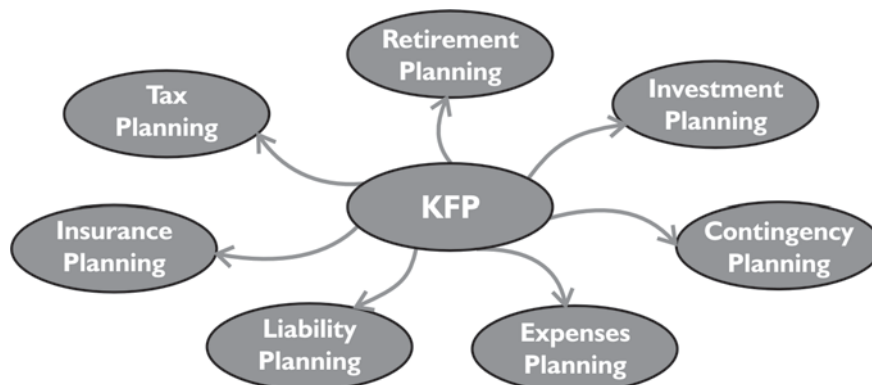 Retirement
Planning
Tax
Planning
Investment
Planning
KFP
Insurance
Planning
Contingency
Planning
Liability
Planning
Expenses
Planning